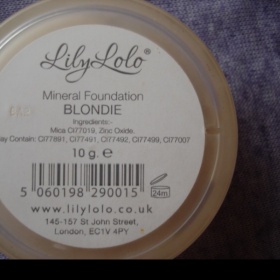 LilyLolo®
Mineral Foundation
BLONDIE
Ingredients:-
Mica CI77019, Zinc Oxide.
ay Contain: CI77891, CI77491, CI77492, CI77499, CI77007
10 g. e
5 060198 290015
24m
www.lilylolo.co.uk
145-157 St John Street,
London, EC1V 4PY